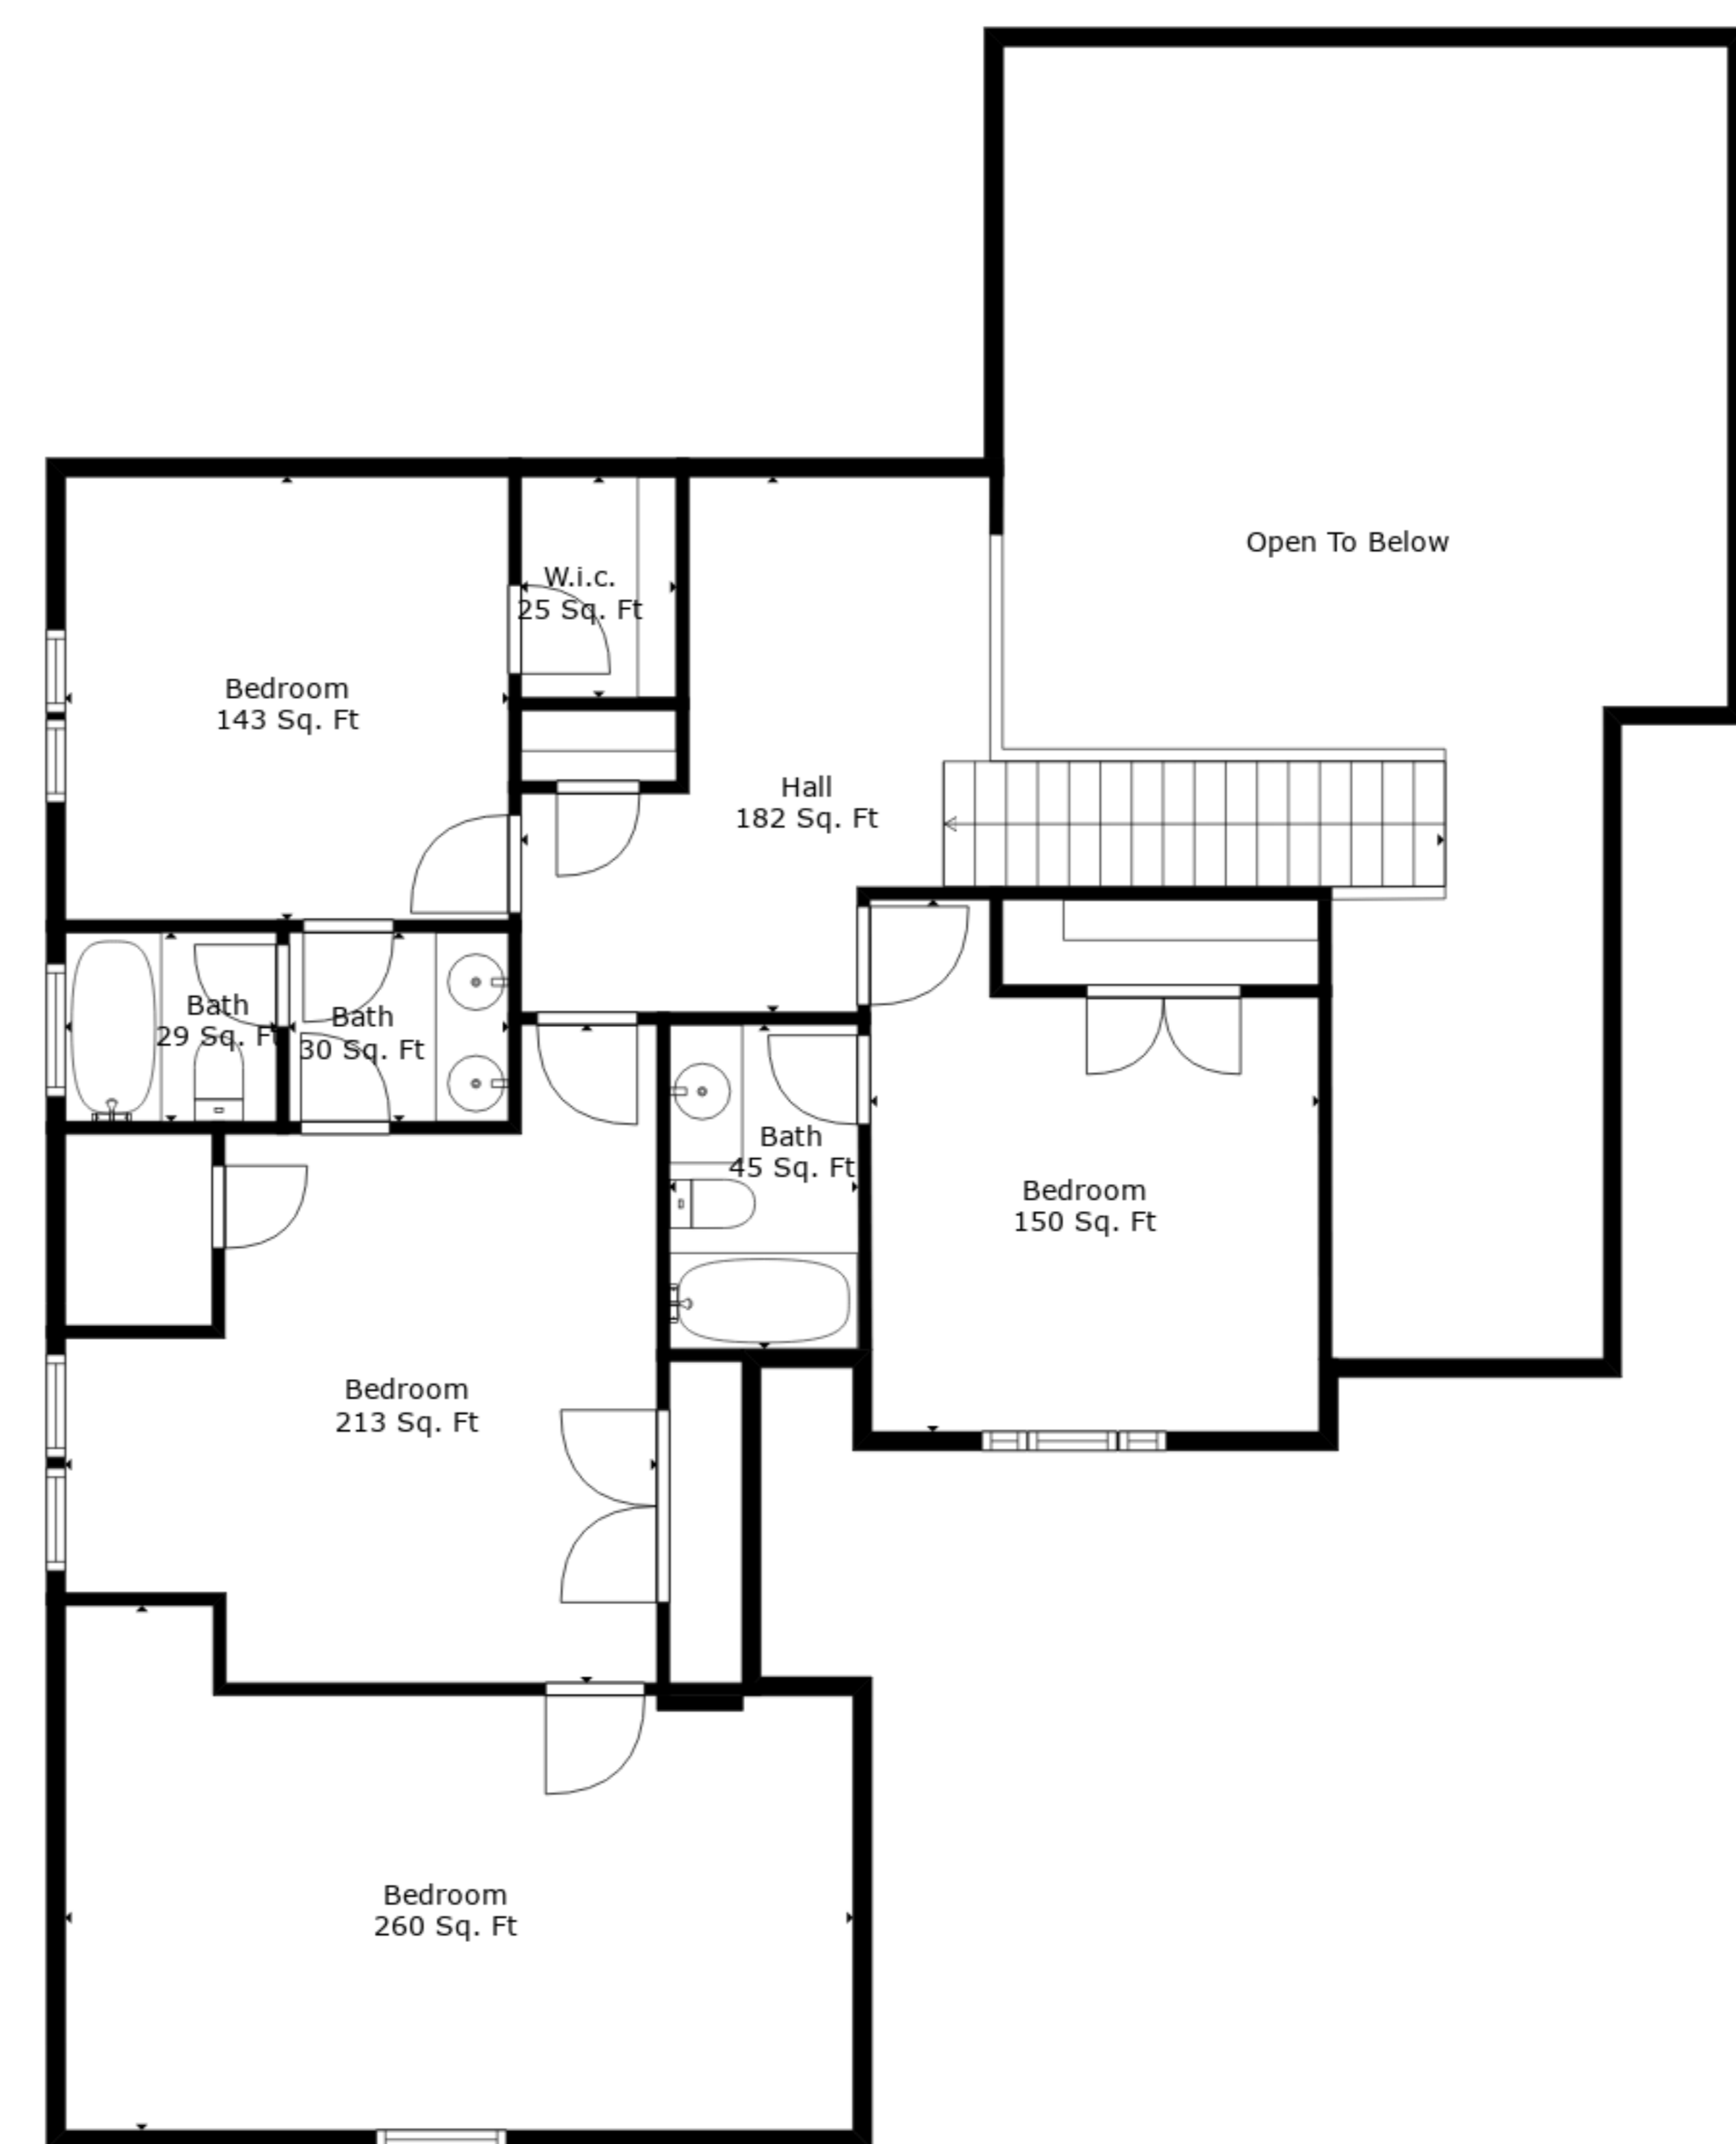 Open To Below
W.i.c.
25 Sq. Ft
Bedroom
143 Sq. Ft
Hall
182 Sq. Ft
Bath
29 Sq. Ft
Bath
30 Sq. Ft
Bath
45 Sq. Ft
Bedroom
150 Sq. Ft
Bedroom
213 Sq. Ft
Bedroom
260 Sq. Ft